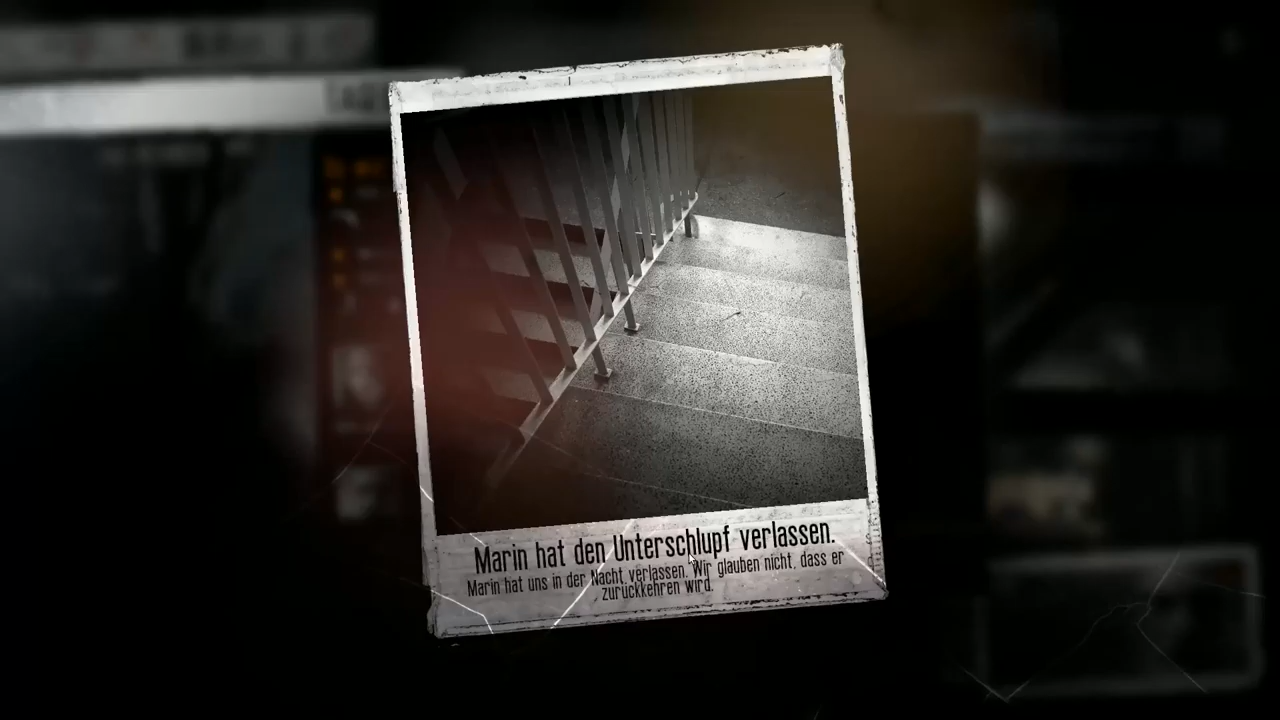 Marin hat den Unterschlupf verlassen.
Marin hat uns in der Nacht verlassen. Wir glauben nicht, dass er
zurückkehren wird.